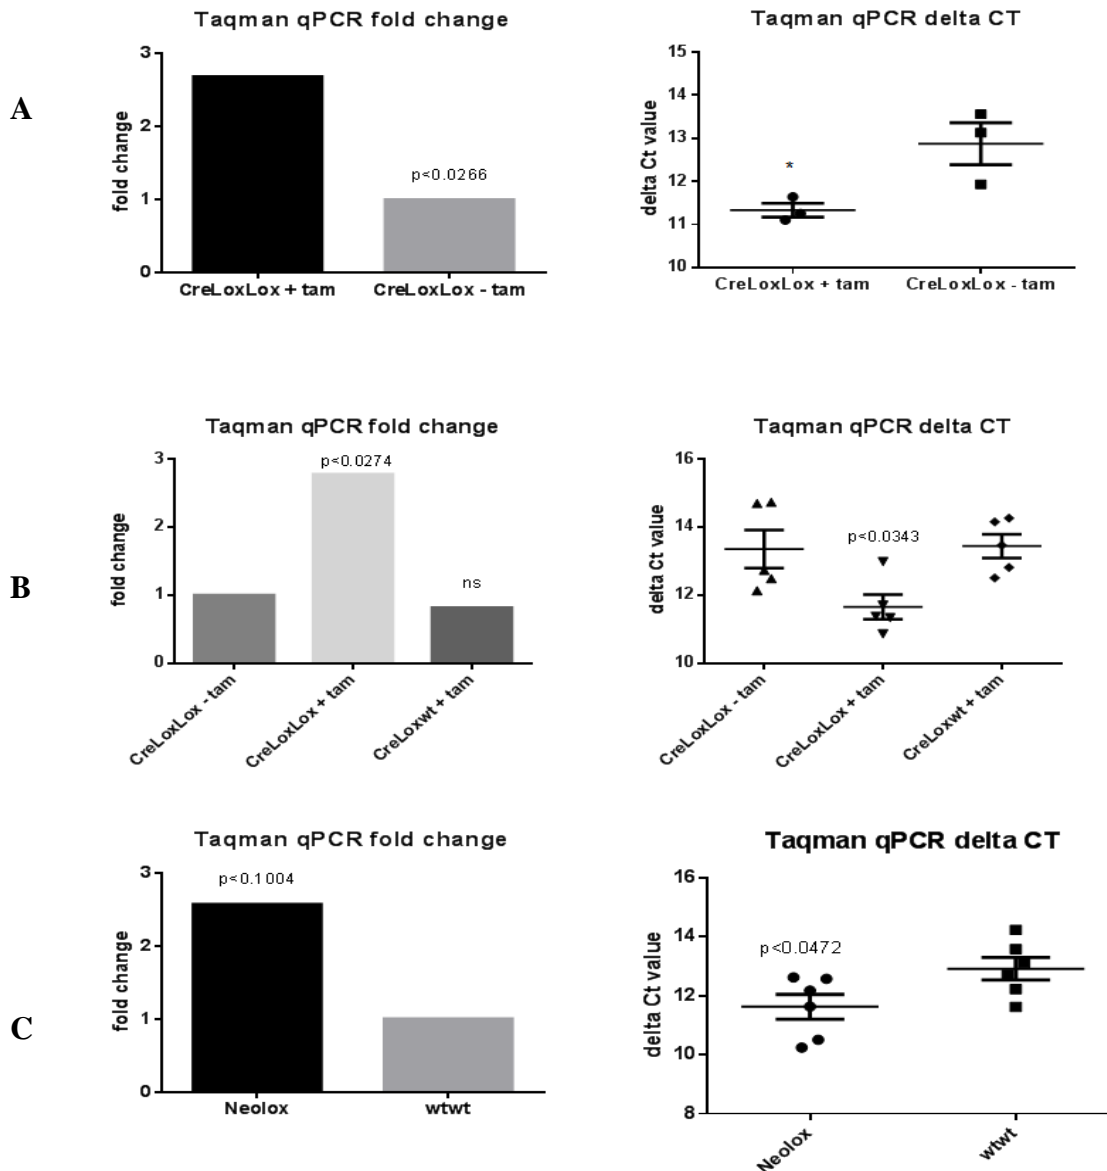 A
Taqman qPCR fold change
fold change
3
2
1
0
p<0.0266
CreLoxLox + tam
CreLoxLox - tam
Taqman qPCR delta CT
delta Ct value
15
14
13
12
11
10
*
CreLoxLox + tam
CreLoxLox - tam
B
Taqman qPCR fold change
fold change
3
2
1
0
p<0.0274
ns
CreLoxLox - tam
CreLoxLox + tam
CreLoxwt + tam
Taqman qPCR delta CT
delta Ct value
16
14
12
10
p<0.0343
CreLoxLox - tam
CreLoxLox + tam
CreLoxwt + tam
C
Taqman qPCR fold change
fold change
3
2
1
0
p<0.1004
Neolox
wtwt
Taqman qPCR delta CT
delta Ct value
16
14
12
10
8
p<0.0472
Neolox
wtwt